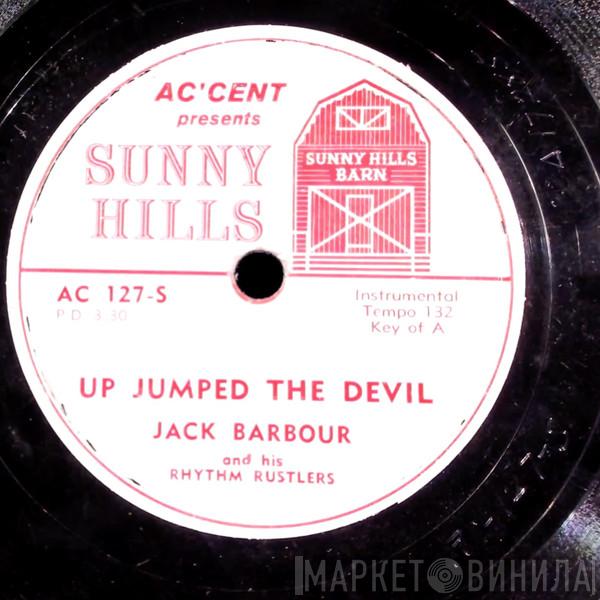 AC'CENT
presents
SUNNY
HILLS
SUNNY HILLS
BARN
AC 127-S
P.D. 3:30
Instrumental
Tempo 132
Key of A
UP JUMPED THE DEVIL
JACK BARBOUR
and his
RHYTHM RUSTLERS
МАРКЕТ ВИНИЛА